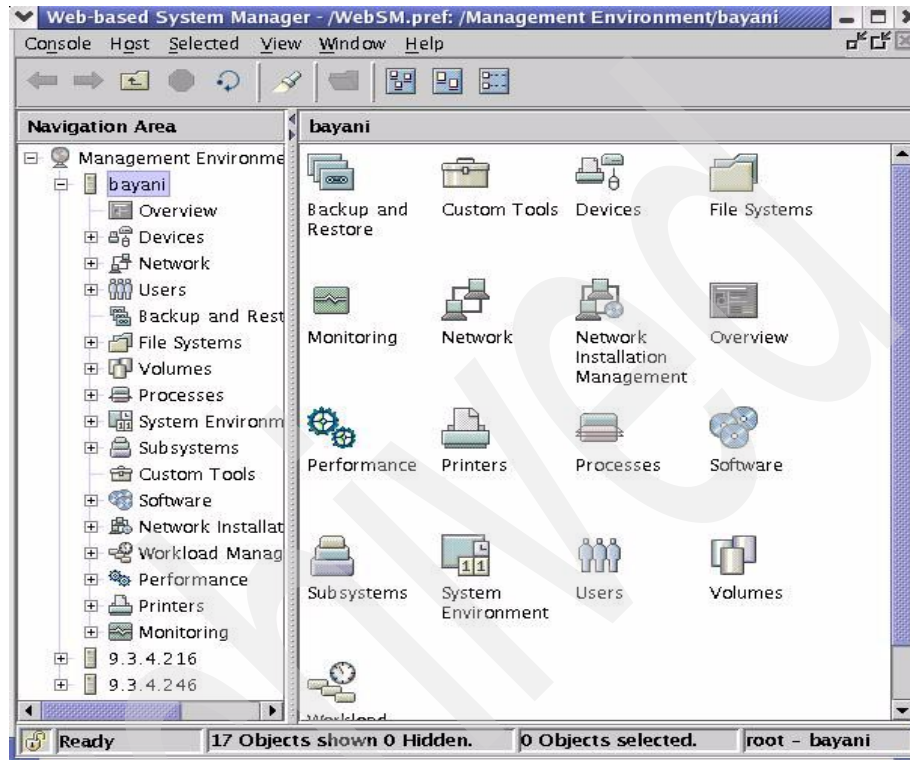 Web-based System Manager - /WebSM.pref: /Management Environment/bayani
Console Host Selected View Window Help
Navigation Area
Management Environme
bayani
Overview
Devices
Network
Users
Backup and Rest
File Systems
Volumes
Processes
System Environm
Subsystems
Custom Tools
Software
Network Installat
Workload Manag
Performance
Printers
Monitoring
9.3.4.216
9.3.4.246
bayani
Backup and Restore
Custom Tools
Devices
File Systems
Monitoring
Network
Network Installation Management
Overview
Performance
Printers
Processes
Software
Subsystems
System Environment
Users
Volumes
Workload
Ready
17 Objects shown 0 Hidden.
0 Objects selected.
root - bayani